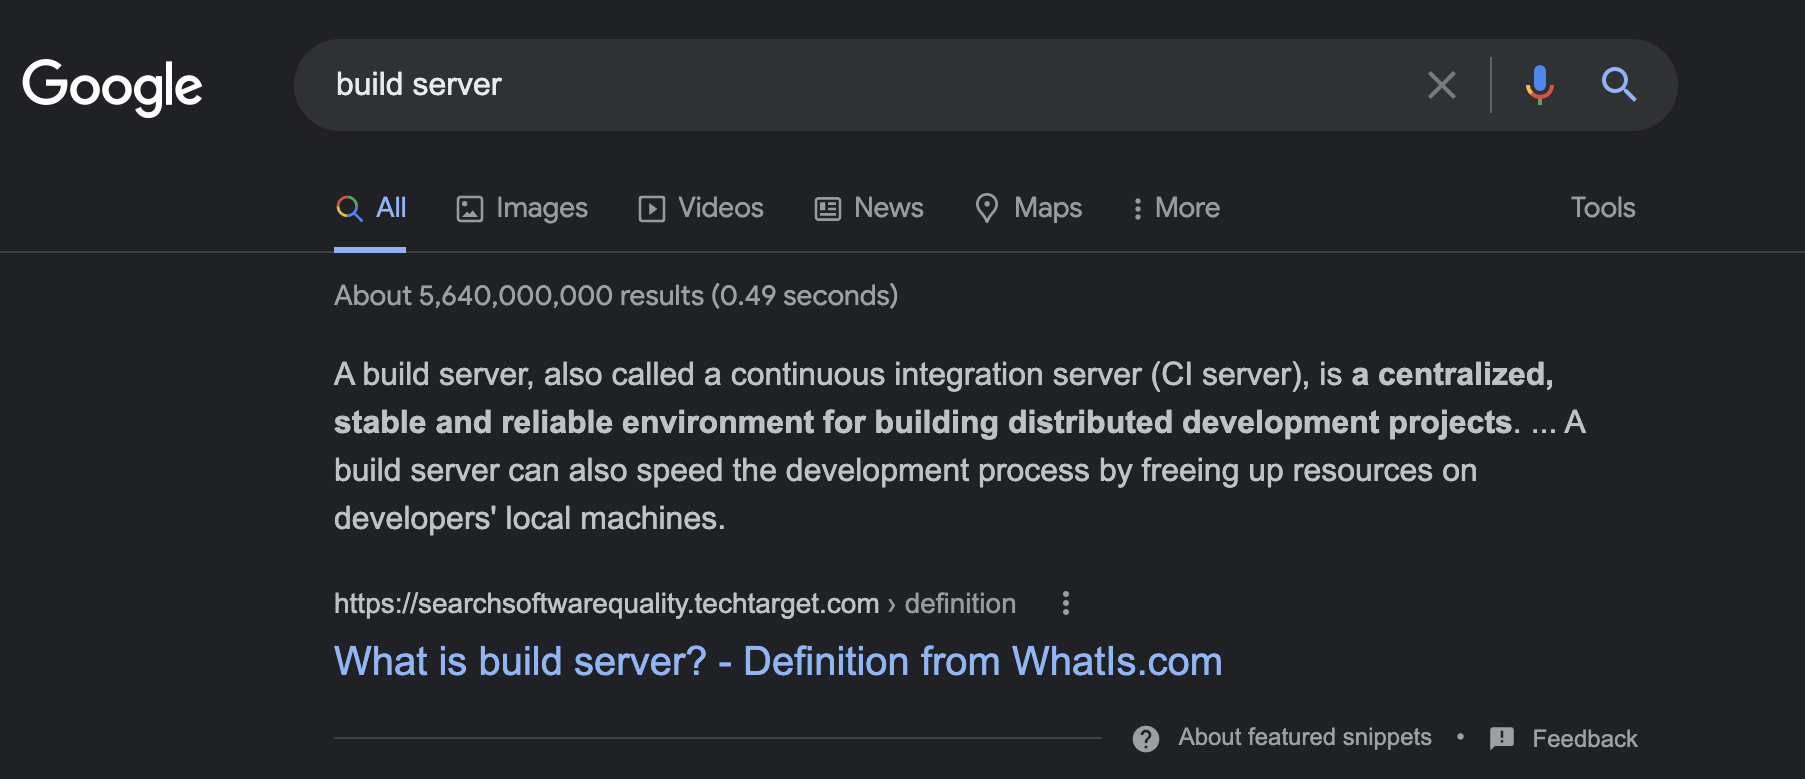 Google
build server
All Images Videos News Maps More Tools
About 5,640,000,000 results (0.49 seconds)
A build server, also called a continuous integration server (CI server), is a centralized,
stable and reliable environment for building distributed development projects. ... A
build server can also speed the development process by freeing up resources on
developers' local machines.
https://searchsoftwarequality.techtarget.com › definition
What is build server? - Definition from WhatIs.com
About featured snippets • Feedback